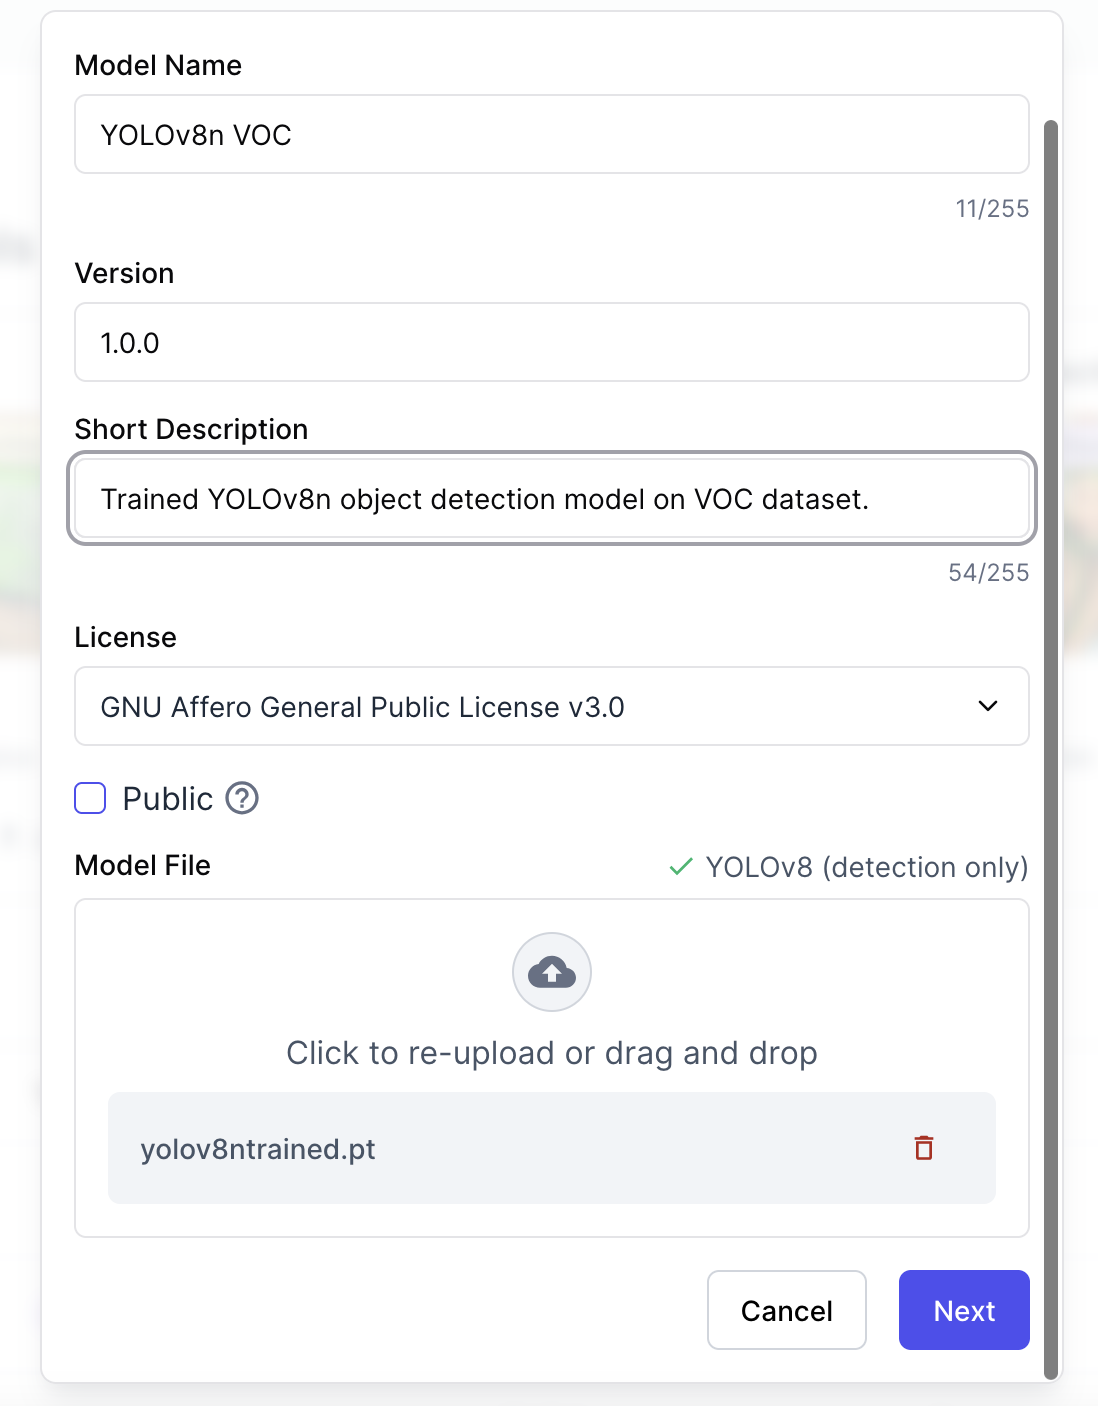 Model Name
YOLOv8n VOC
11/255
Version
1.0.0
Short Description
Trained YOLOv8n object detection model on VOC dataset.
54/255
License
GNU Affero General Public License v3.0
Public
Model File
YOLOv8 (detection only)
Click to re-upload or drag and drop
yolov8ntrained.pt
Cancel
Next